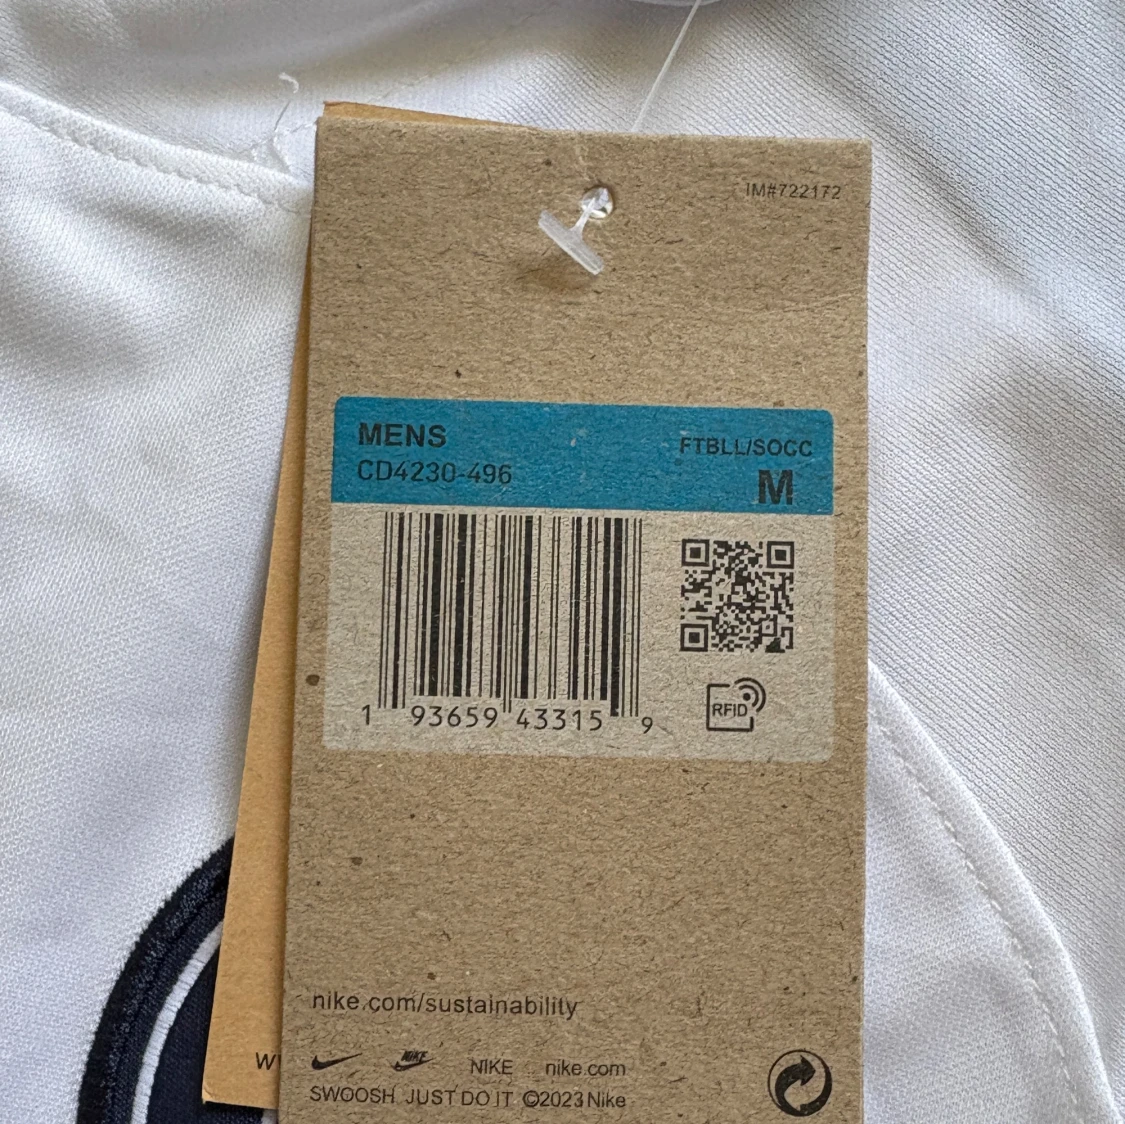 IM#722172
MENS
FTBLL/SOCC
CD4230-496
M
1 93659 43315 9
RFID
nike.com/sustainability
W
NIKE NIKE nike.com
SWOOSH JUST DO IT ©2023 Nike